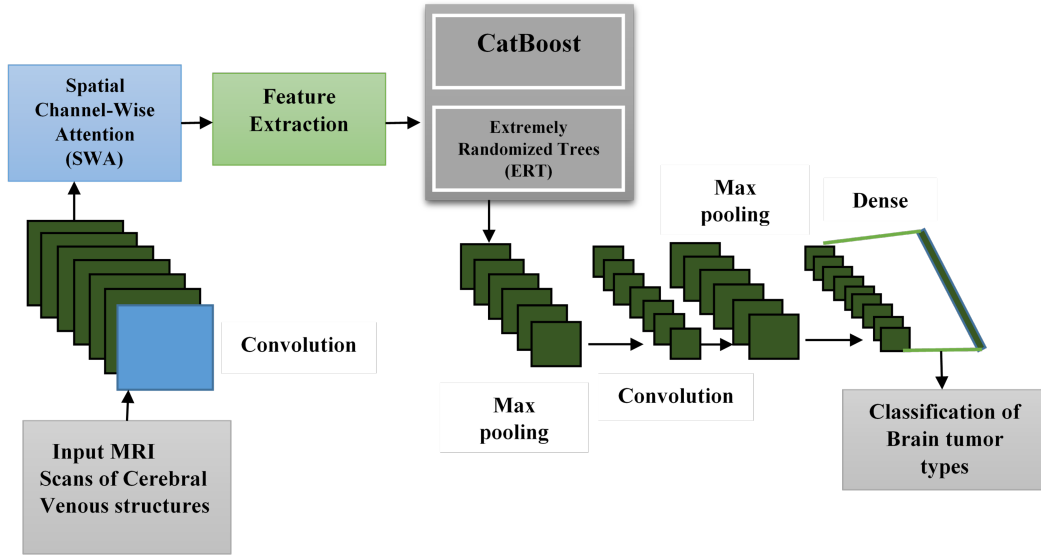 CatBoost
Spatial
Channel-Wise
Attention
(SWA)
Feature
Extraction
Extremely
Randomized Trees
(ERT)
Max
pooling
Dense
Convolution
Max
pooling
Convolution
Classification of
Brain tumor
types
Input MRI
Scans of Cerebral
Venous structures